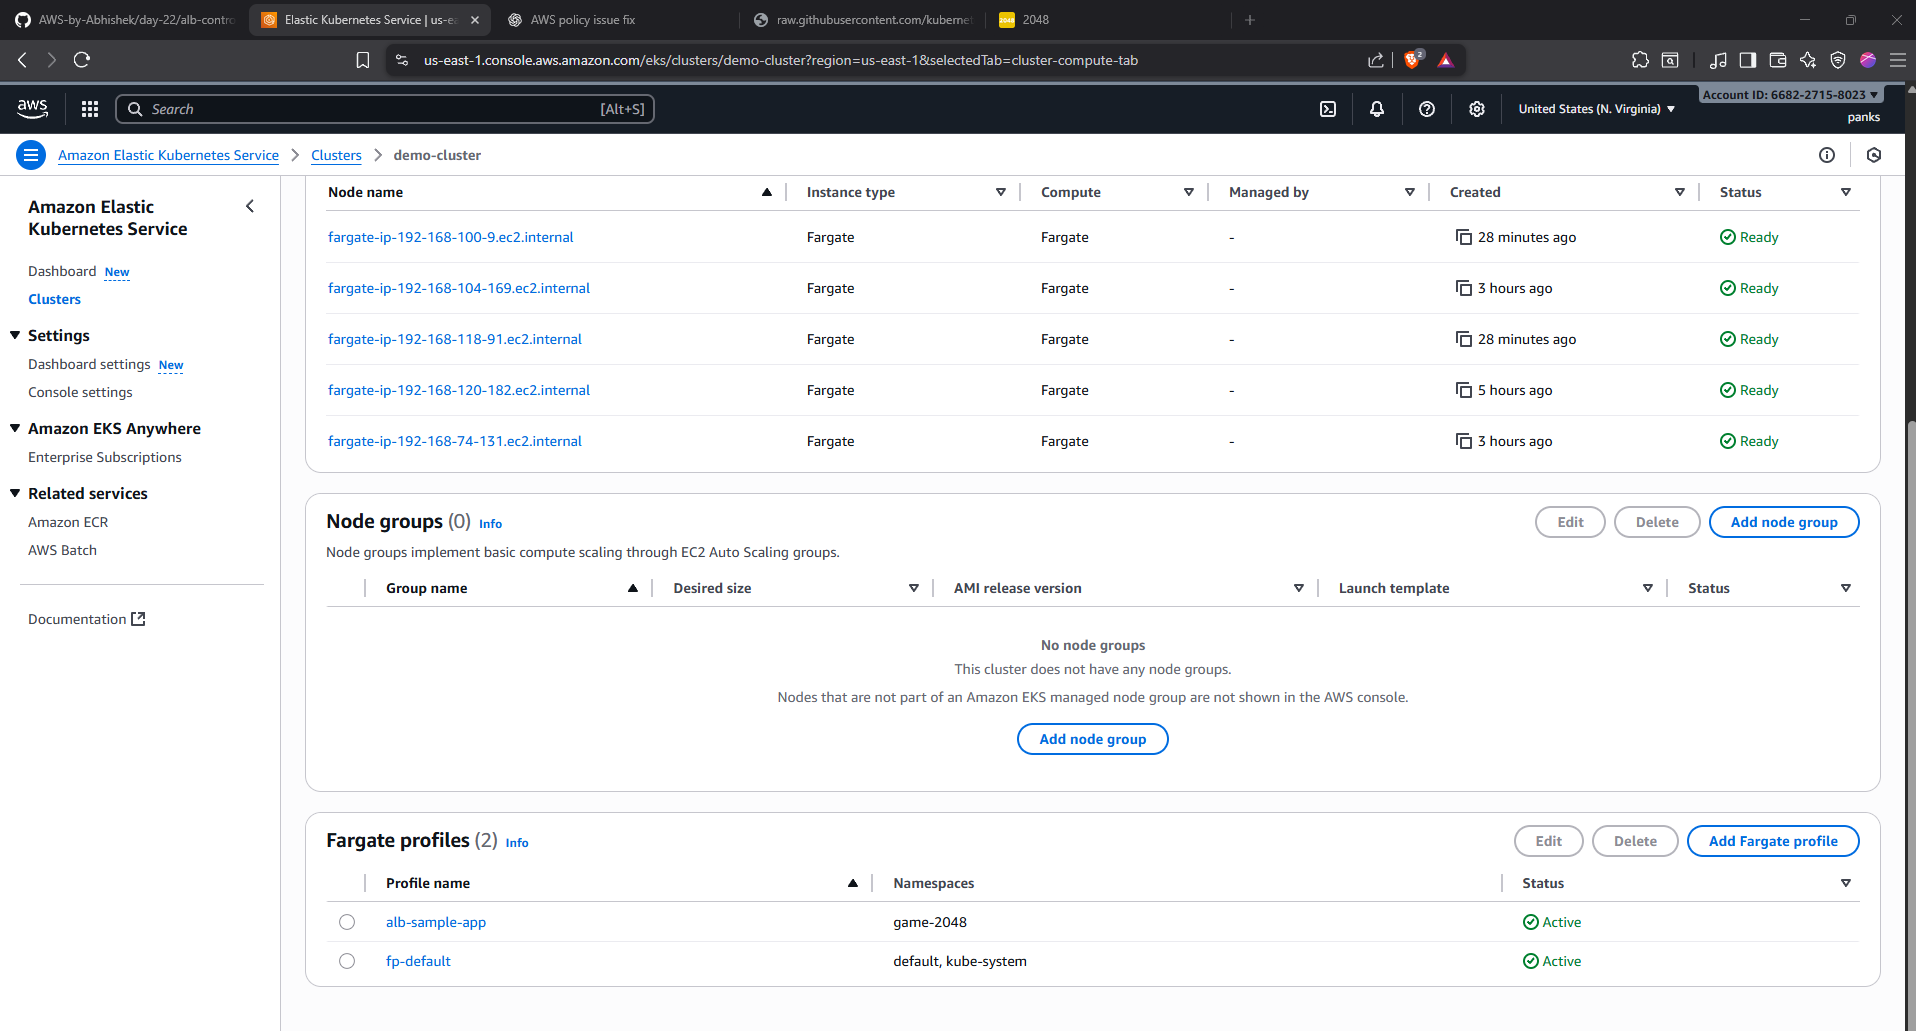 AWS-by-Abhishek/day-22/alb-contro
Elastic Kubernetes Service | us-ea
AWS policy issue fix
raw.githubusercontent.com/kubernet
2048
us-east-1.console.aws.amazon.com/eks/clusters/demo-cluster?region=us-east-1&selectedTab=cluster-compute-tab
2
aws
Search
[Alt+S]
United States (N. Virginia)
Account ID: 6682-2715-8023
panks
Amazon Elastic Kubernetes Service
Clusters
demo-cluster
Amazon Elastic
Kubernetes Service
Dashboard New
Clusters
Settings
Dashboard settings New
Console settings
Amazon EKS Anywhere
Enterprise Subscriptions
Related services
Amazon ECR
AWS Batch
Documentation
Node name Instance type Compute Managed by Created Status
fargate-ip-192-168-100-9.ec2.internal Fargate Fargate - 28 minutes ago Ready
fargate-ip-192-168-104-169.ec2.internal Fargate Fargate - 3 hours ago Ready
fargate-ip-192-168-118-91.ec2.internal Fargate Fargate - 28 minutes ago Ready
fargate-ip-192-168-120-182.ec2.internal Fargate Fargate - 5 hours ago Ready
fargate-ip-192-168-74-131.ec2.internal Fargate Fargate - 3 hours ago Ready
Node groups (0) Info
Edit Delete Add node group
Node groups implement basic compute scaling through EC2 Auto Scaling groups.
Group name Desired size AMI release version Launch template Status
No node groups
This cluster does not have any node groups.
Nodes that are not part of an Amazon EKS managed node group are not shown in the AWS console.
Add node group
Fargate profiles (2) Info
Edit Delete Add Fargate profile
Profile name Namespaces Status
alb-sample-app game-2048 Active
fp-default default, kube-system Active